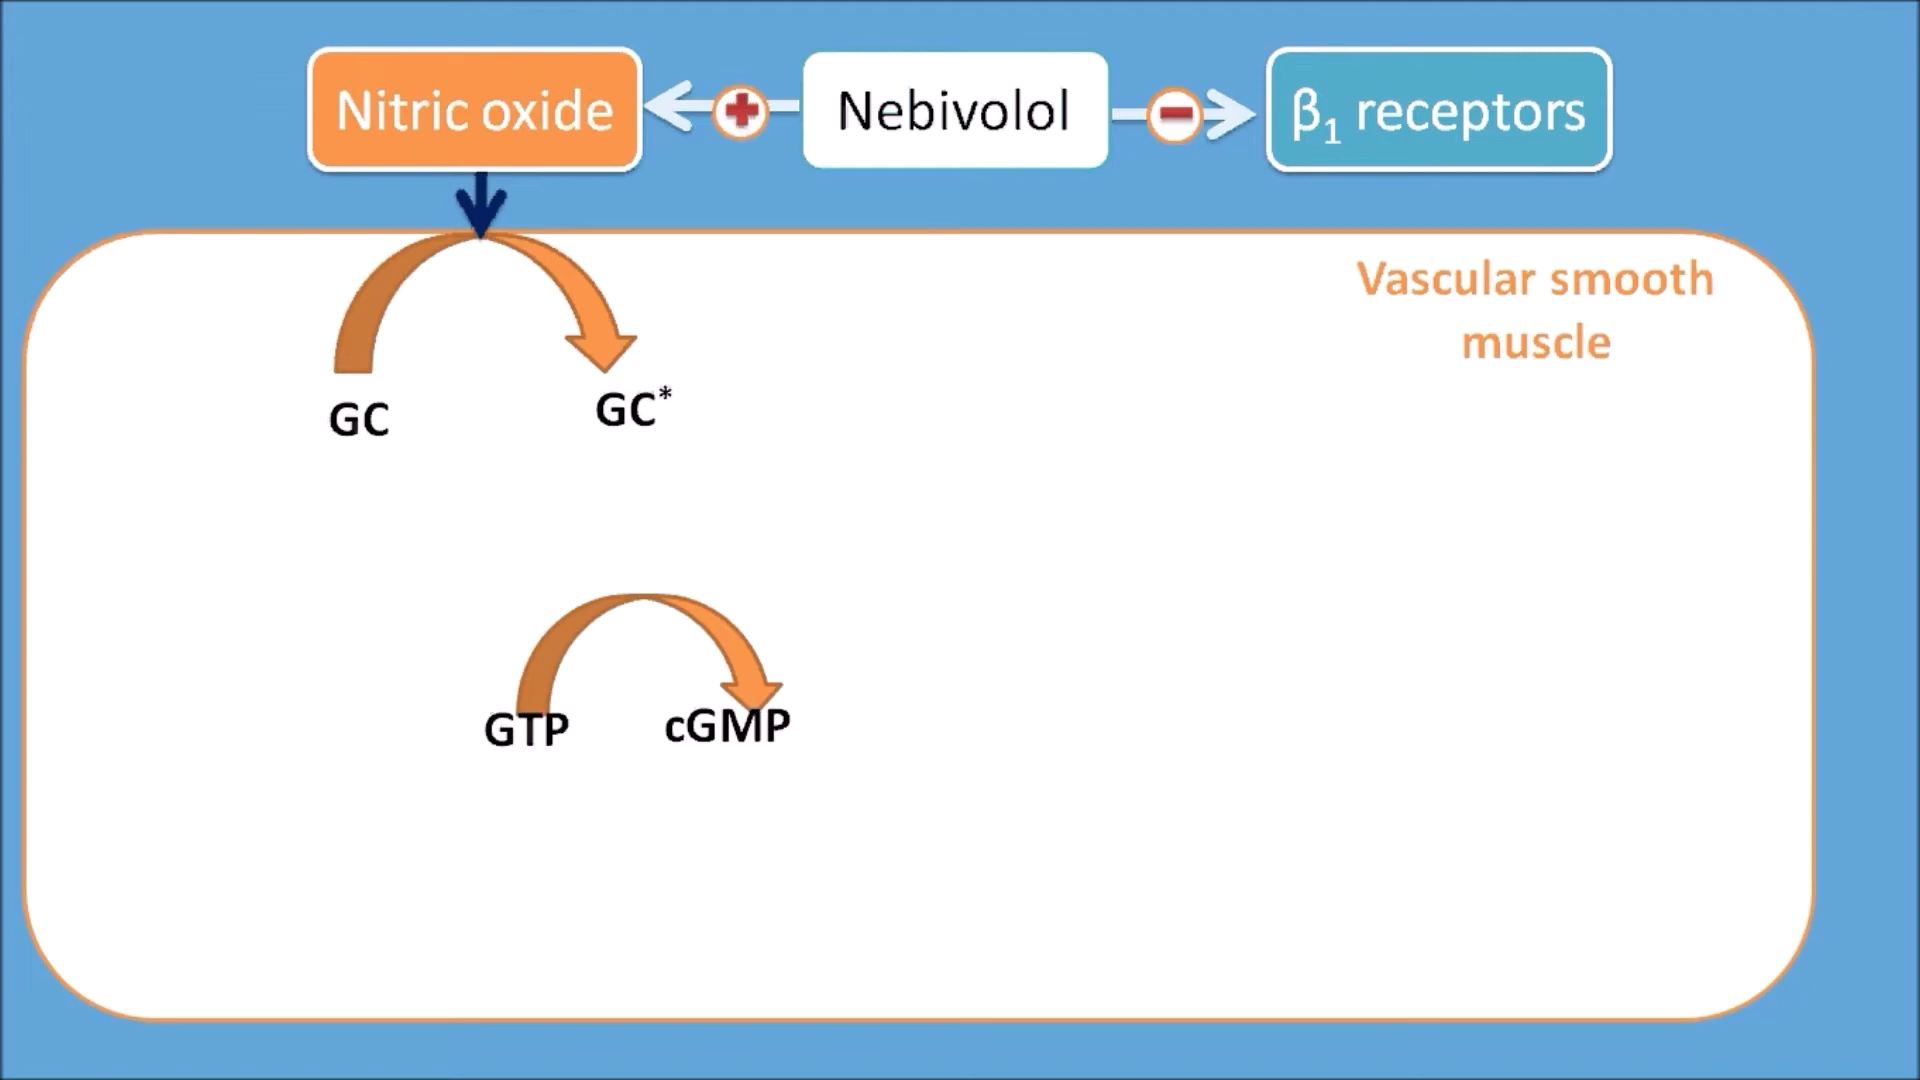 Nitric oxide
Nebivolol
β₁ receptors
Vascular smooth
muscle
GC
GC*
GTP
cGMP